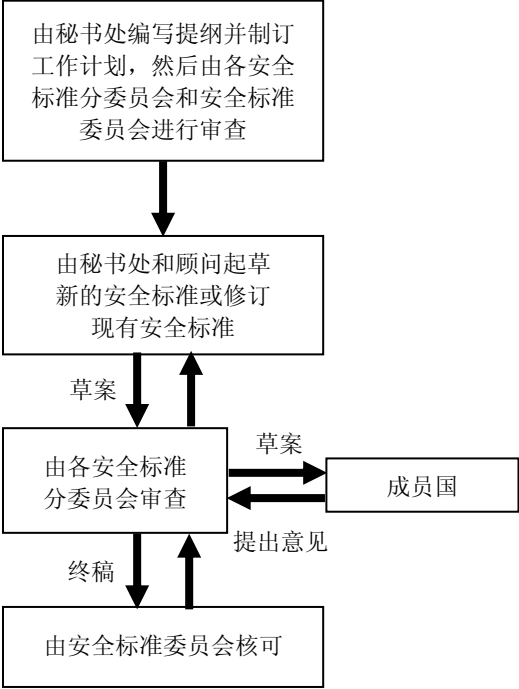 由秘书处编写提纲并制订
工作计划，然后由各安全
标准分委员会和安全标准
委员会进行审查
由秘书处和顾问起草
新的安全标准或修订
现有安全标准
草案
由各安全标准
分委员会审查
草案
成员国
提出意见
终稿
由安全标准委员会核可